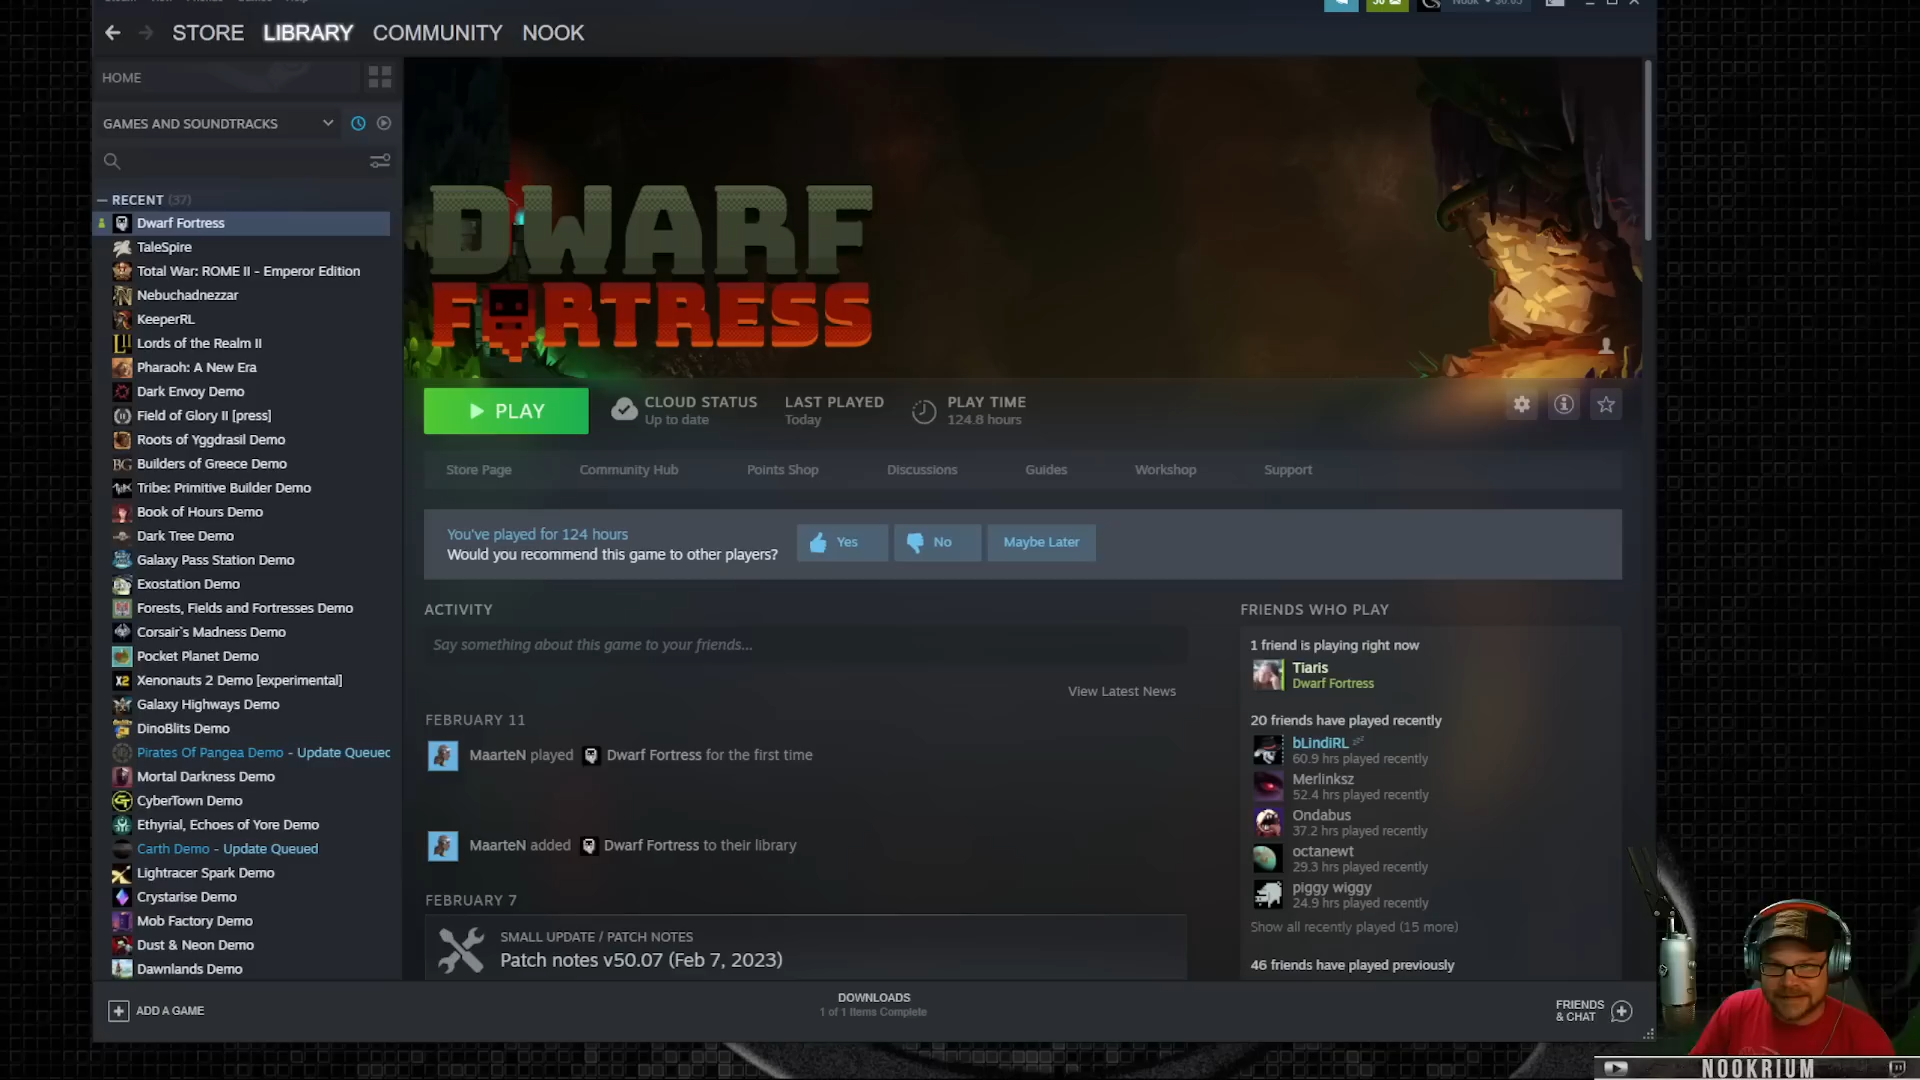 STORE LIBRARY COMMUNITY NOOK
HOME
GAMES AND SOUNDTRACKS
RECENT (37)
Dwarf Fortress
TaleSpire
Total War: ROME II - Emperor Edition
Nebuchadnezzar
KeeperRL
Lords of the Realm II
Pharaoh: A New Era
Dark Envoy Demo
Field of Glory II [press]
Roots of Yggdrasil Demo
Builders of Greece Demo
Tribe: Primitive Builder Demo
Book of Hours Demo
Dark Tree Demo
Galaxy Pass Station Demo
Exostation Demo
Forests, Fields and Fortresses Demo
Corsair`s Madness Demo
Pocket Planet Demo
Xenonauts 2 Demo [experimental]
Galaxy Highways Demo
DinoBlits Demo
Pirates Of Pangea Demo - Update Queued
Mortal Darkness Demo
CyberTown Demo
Ethyrial, Echoes of Yore Demo
Carth Demo - Update Queued
Lightracer Spark Demo
Crystarise Demo
Mob Factory Demo
Dust & Neon Demo
Dawnlands Demo
ADD A GAME
DWARF
FORTRESS
PLAY
CLOUD STATUS
Up to date
LAST PLAYED
Today
PLAY TIME
124.8 hours
Store Page Community Hub Points Shop Discussions Guides Workshop Support
You've played for 124 hours
Would you recommend this game to other players?
Yes No Maybe Later
ACTIVITY
Say something about this game to your friends...
View Latest News
FEBRUARY 11
MaarteN played Dwarf Fortress for the first time
MaarteN added Dwarf Fortress to their library
FEBRUARY 7
SMALL UPDATE / PATCH NOTES
Patch notes v50.07 (Feb 7, 2023)
FRIENDS WHO PLAY
1 friend is playing right now
Tiaris
Dwarf Fortress
20 friends have played recently
bLindiRL
60.9 hrs played recently
Merlinksz
52.4 hrs played recently
Ondabus
37.2 hrs played recently
octanewt
29.3 hrs played recently
piggy wiggy
24.9 hrs played recently
Show all recently played (15 more)
46 friends have played previously
DOWNLOADS
1 of 1 Items Complete
FRIENDS
& CHAT
NOOKRIUM